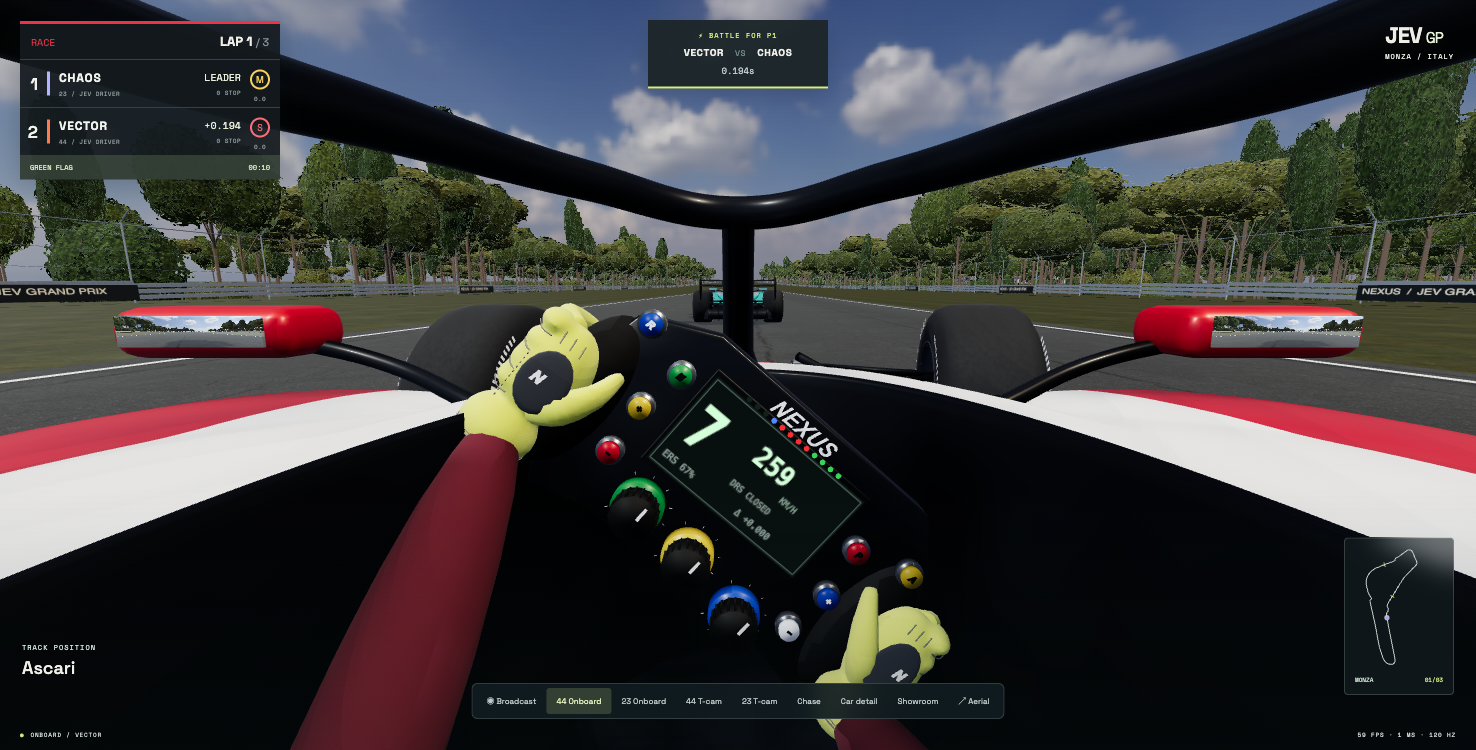 RACE LAP 1 / 3
1 CHAOS LEADER M
23 / JEV DRIVER 0 STOP 0.0
2 VECTOR +0.194 S
44 / JEV DRIVER 0 STOP 0.0
GREEN FLAG 00:10
⚡ BATTLE FOR P1
VECTOR VS CHAOS
0.194s
JEV GP
MONZA / ITALY
JEV GRAND PRIX
NEXUS / JEV GRA
R
N
NEXUS
7
259
KM/H
ERS 67%
DRS CLOSED
Δ +0.000
N
TRACK POSITION
Ascari
MONZA 01/03
Broadcast 44 Onboard 23 Onboard 44 T-cam 23 T-cam Chase Car detail Showroom Aerial
ONBOARD / VECTOR
59 FPS · 1 MS · 120 HZ